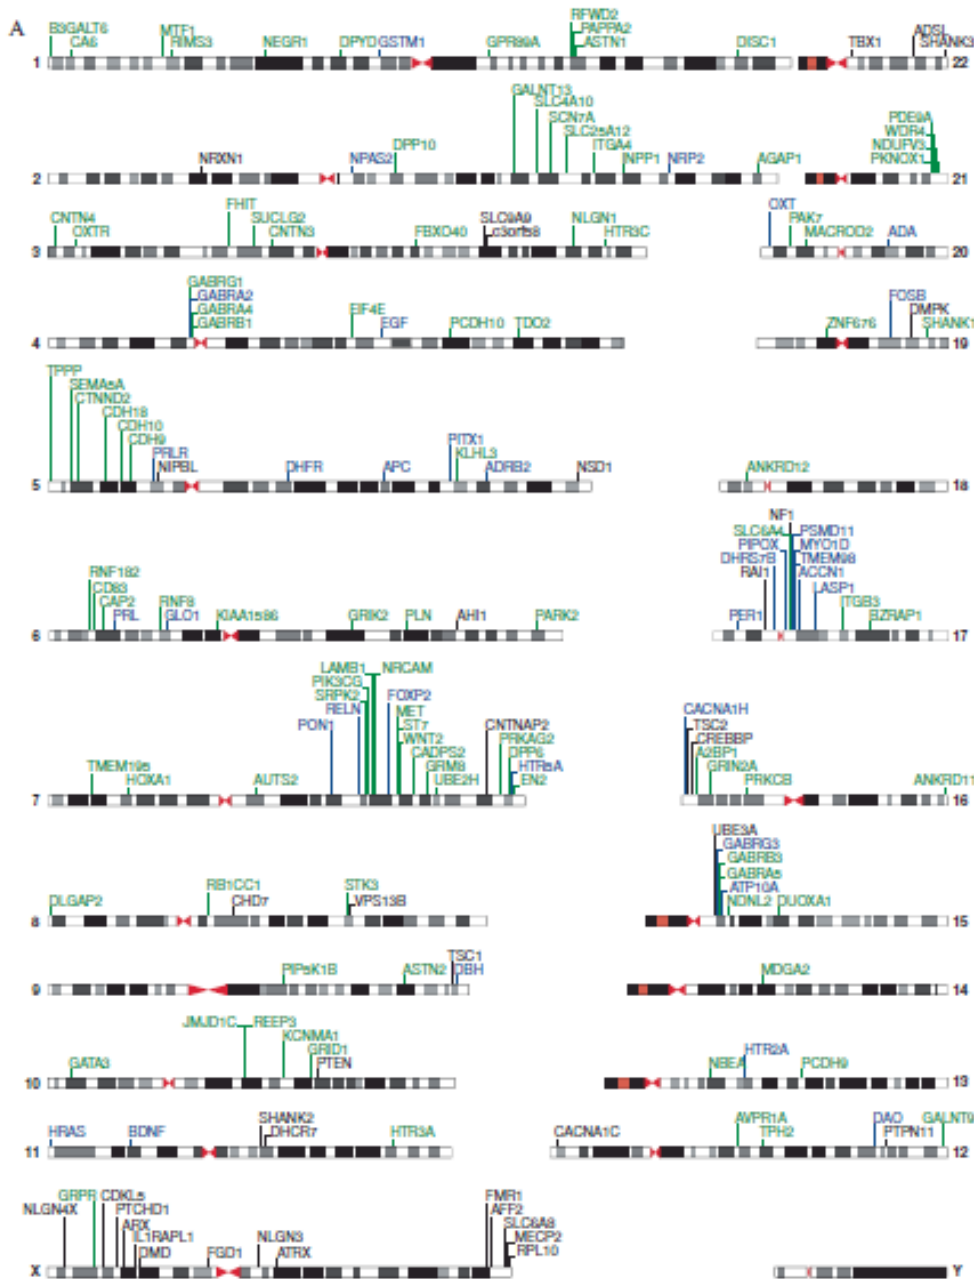 A
RFWD2
B3GALT6 MTF1 PAPPA2 ADSL
CA6 RIMS3 NEGR1 DPYD GSTM1 GPR89A ASTN1 DISC1 TBX1 SHANK3
1 22
GALNT13
SLC4A10
SCN7A PDE9A
SLC25A12 WDR4
DPP10 ITGA4 NDUFV3
NRXN1 NPAS2 INPP1 NRP2 AGAP1 PKNOX1
2 21
CNTN4 FHIT SUCLG2 SLC9A9 NLGN1 OXT PAK7
OXTR CNTN3 FBXO40 c3orf58 HTR3C MACROD2 ADA
3 20
GABRG1
GABRA2 FOSB
GABRA4 EIF4E DMPK
GABRB1 EGF PCDH10 TDO2 ZNF676 SHANK1
4 19
TPPP
SEMA5A
CTNND2
CDH18
CDH10
CDH9 PITX1
PRLR KLHL3
NIPBL DHFR APC ADRB2 NSD1 ANKRD12
5 18
NF1
SLC6A4 PSMD11
PIPOX MYO1D
DHRS7B TMEM98
RNF182 RAI1 ACCN1
CD83 LASP1
CAP2 RNF8 ITGB3
PRL GLO1 KIAA1586 GRIK2 PLN AHI1 PARK2 PER1 BZRAP1
6 17
LAMB1 NRCAM
PIK3CG
SRPK2 FOXP2
RELN MET CACNA1H
PON1 ST7 CNTNAP2 TSC2
WNT2 PRKAG2 CREBBP
CADPS2 DPP6 A2BP1
TMEM195 GRM8 HTR5A GRIN2A
HOXA1 AUTS2 UBE2H EN2 PRKCB ANKRD11
7 16
UBE3A
GABRG3
GABRB3
GABRA5
RB1CC1 STK3 ATP10A
DLGAP2 CHD7 VPS13B NDNL2 DUOXA1
8 15
TSC1
PIP5K1B ASTN2 DBH MDGA2
9 14
JMJD1C REEP3
KCNMA1
GRID1 HTR2A
GATA3 PTEN NBEA PCDH9
10 13
SHANK2 AVPR1A DAO GALNT9
HRAS BDNF DHCR7 HTR3A CACNA1C TPH2 PTPN11
11 12
GRPR CDKL5 FMR1
NLGN4X PTCHD1 AFF2
ARX SLC6A8
IL1RAPL1 NLGN3 MECP2
DMD FGD1 ATRX RPL10
X Y